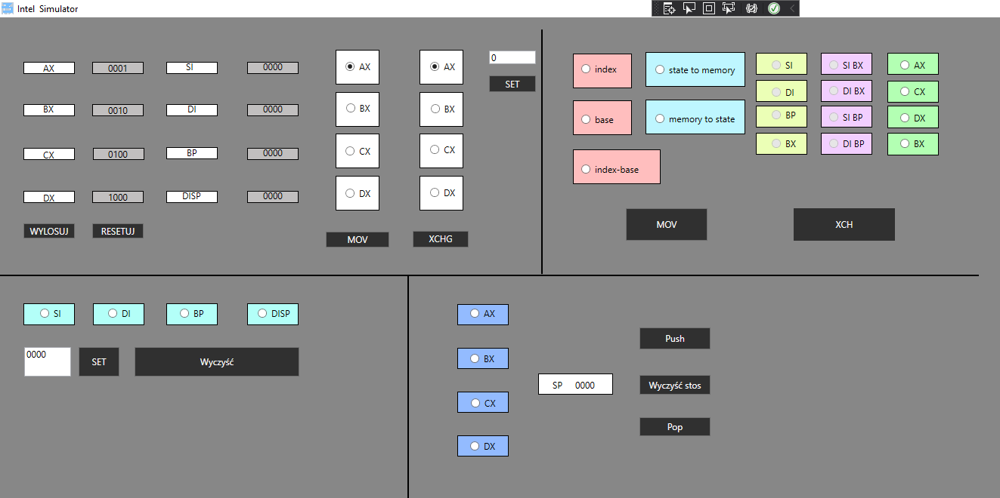 Intel Simulator
AX 0001 SI 0000 AX AX 0
SET
BX 0010 DI 0000 BX BX
CX 0100 BP 0000 CX CX
DX 1000 DISP 0000 DX DX
WYLOSUJ RESETUJ MOV XCHG
index state to memory SI SI BX AX
DI DI BX CX
base memory to state BP SI BP DX
BX DI BP BX
index-base
MOV XCH
SI DI BP DISP
0000 SET Wyczyść
AX
BX
CX
DX
SP 0000
Push
Wyczyść stos
Pop